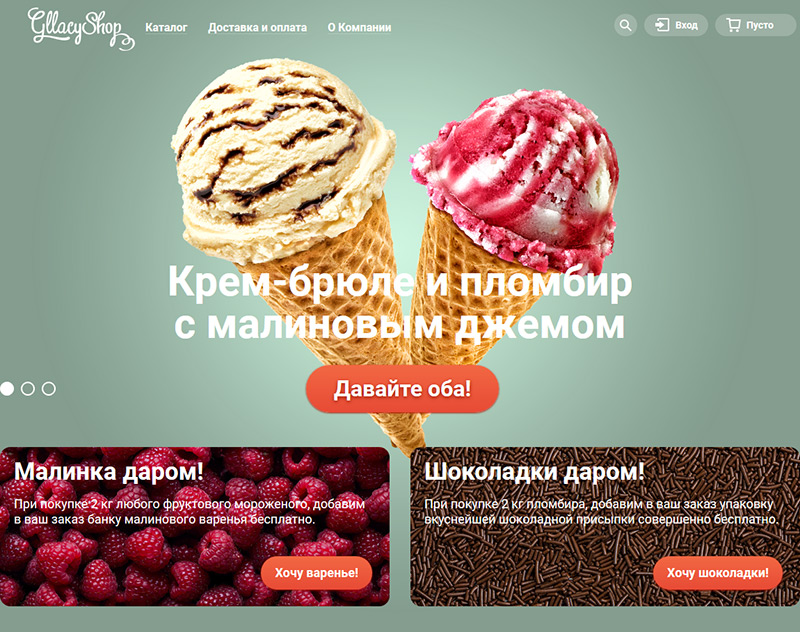 GllacyShop
Каталог
Доставка и оплата
О Компании
Вход
Пусто
Крем-брюле и пломбир
с малиновым джемом
Давайте оба!
Малинка даром!
При покупке 2 кг любого фруктового мороженого, добавим
в ваш заказ банку малинового варенья бесплатно.
Хочу варенье!
Шоколадки даром!
При покупке 2 кг пломбира, добавим в ваш заказ упаковку
вкуснейшей шоколадной присыпки совершенно бесплатно.
Хочу шоколадки!